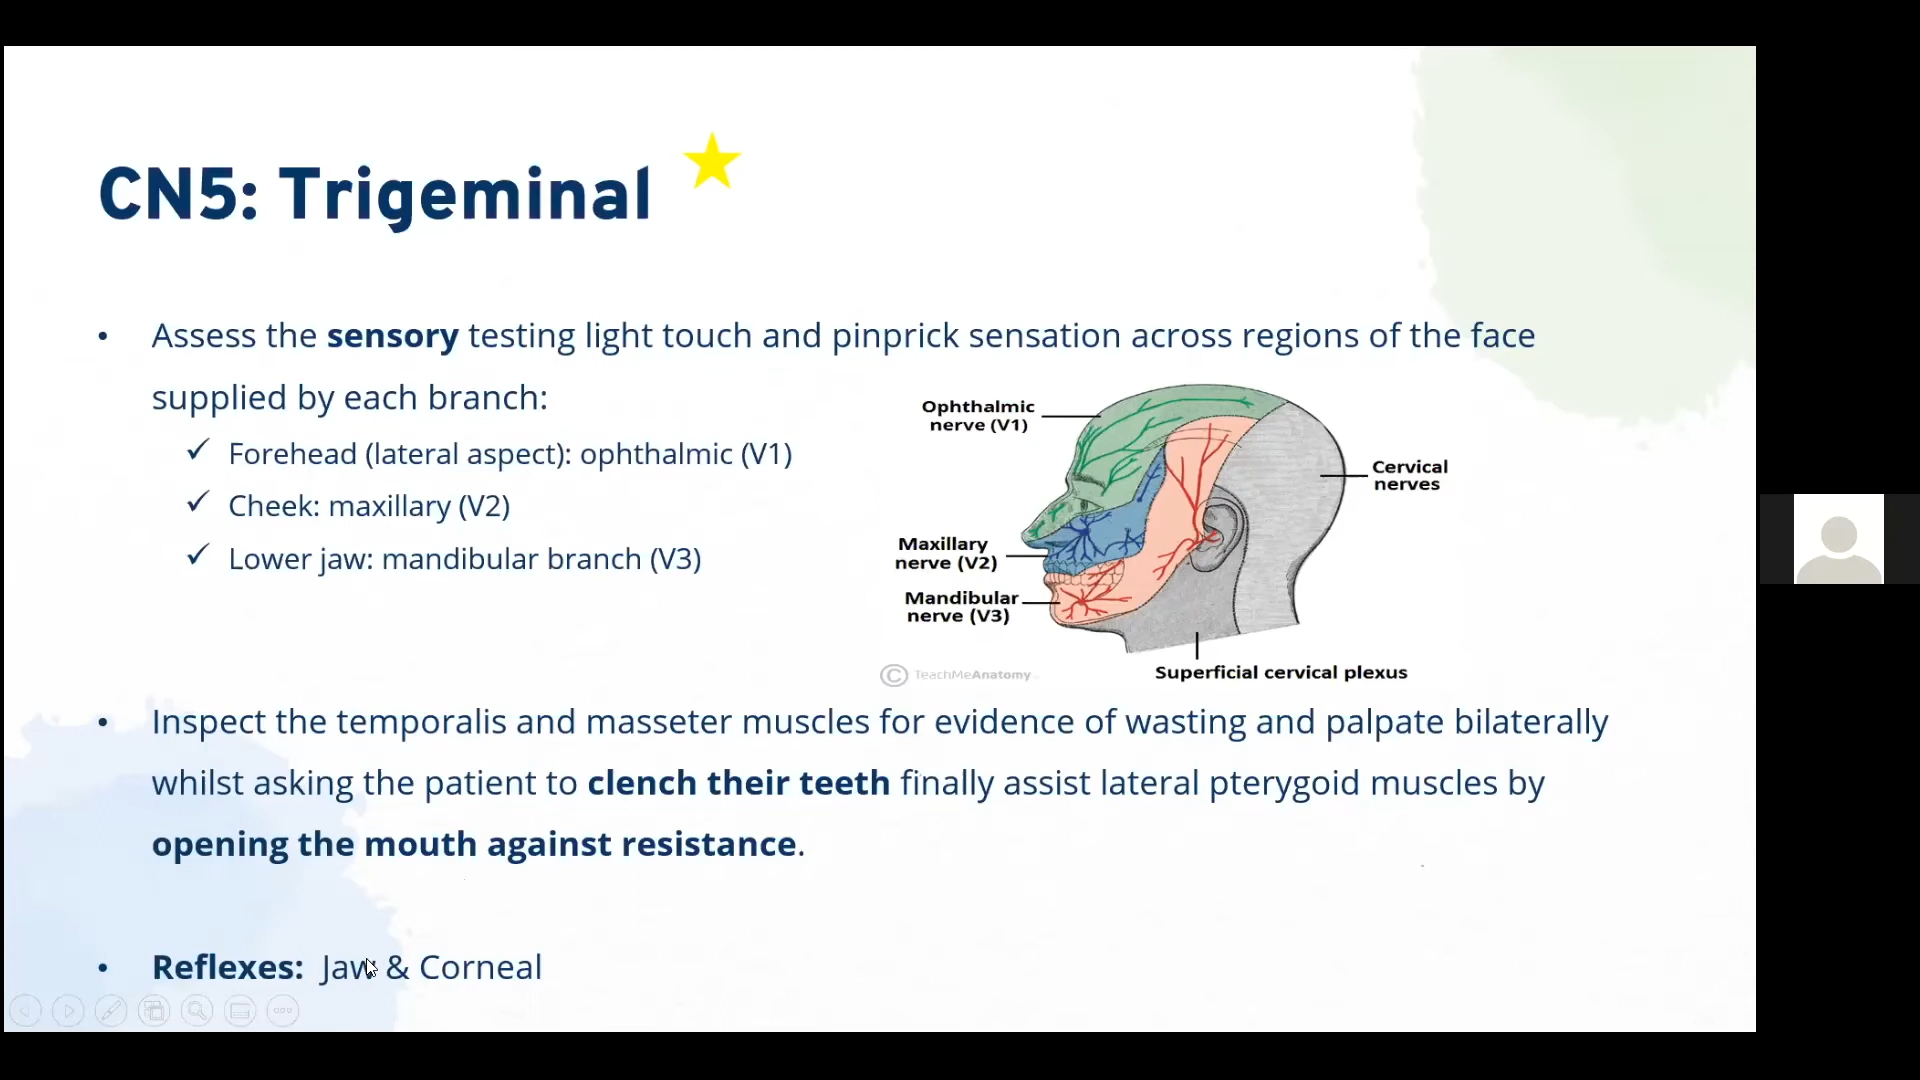 CN5: Trigeminal
• Assess the sensory testing light touch and pinprick sensation across regions of the face
supplied by each branch:
✓ Forehead (lateral aspect): ophthalmic (V1)
✓ Cheek: maxillary (V2)
✓ Lower jaw: mandibular branch (V3)
Ophthalmic
nerve (V1)
Cervical
nerves
Maxillary
nerve (V2)
Mandibular
nerve (V3)
Superficial cervical plexus
© TeachMeAnatomy
• Inspect the temporalis and masseter muscles for evidence of wasting and palpate bilaterally
whilst asking the patient to clench their teeth finally assist lateral pterygoid muscles by
opening the mouth against resistance.
• Reflexes: Jaw & Corneal